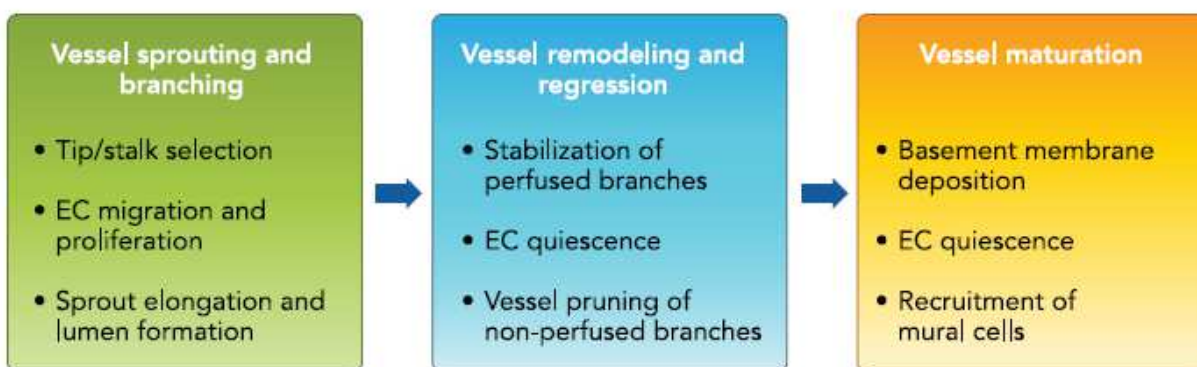 Vessel sprouting and
branching
• Tip/stalk selection
• EC migration and
proliferation
• Sprout elongation and
lumen formation
Vessel remodeling and
regression
• Stabilization of
perfused branches
• EC quiescence
• Vessel pruning of
non-perfused branches
Vessel maturation
• Basement membrane
deposition
• EC quiescence
• Recruitment of
mural cells